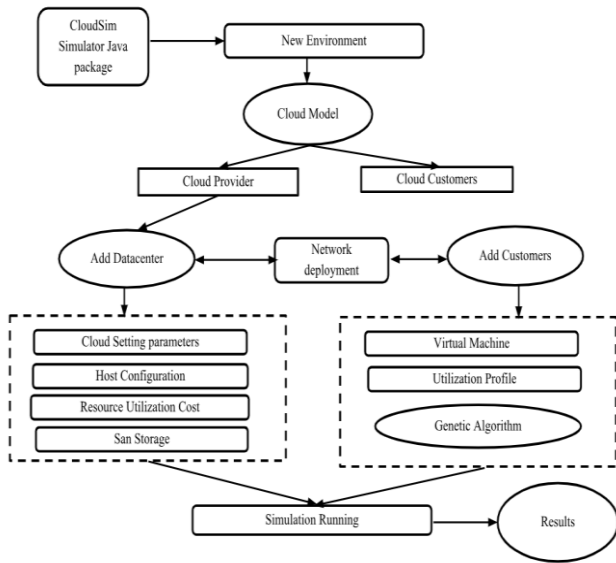 CloudSim
Simulator Java
package
New Environment
Cloud Model
Cloud Provider
Cloud Customers
Add Datacenter
Network
deployment
Add Customers
Cloud Setting parameters
Host Configuration
Resource Utilization Cost
San Storage
Virtual Machine
Utilization Profile
Genetic Algorithm
Simulation Running
Results